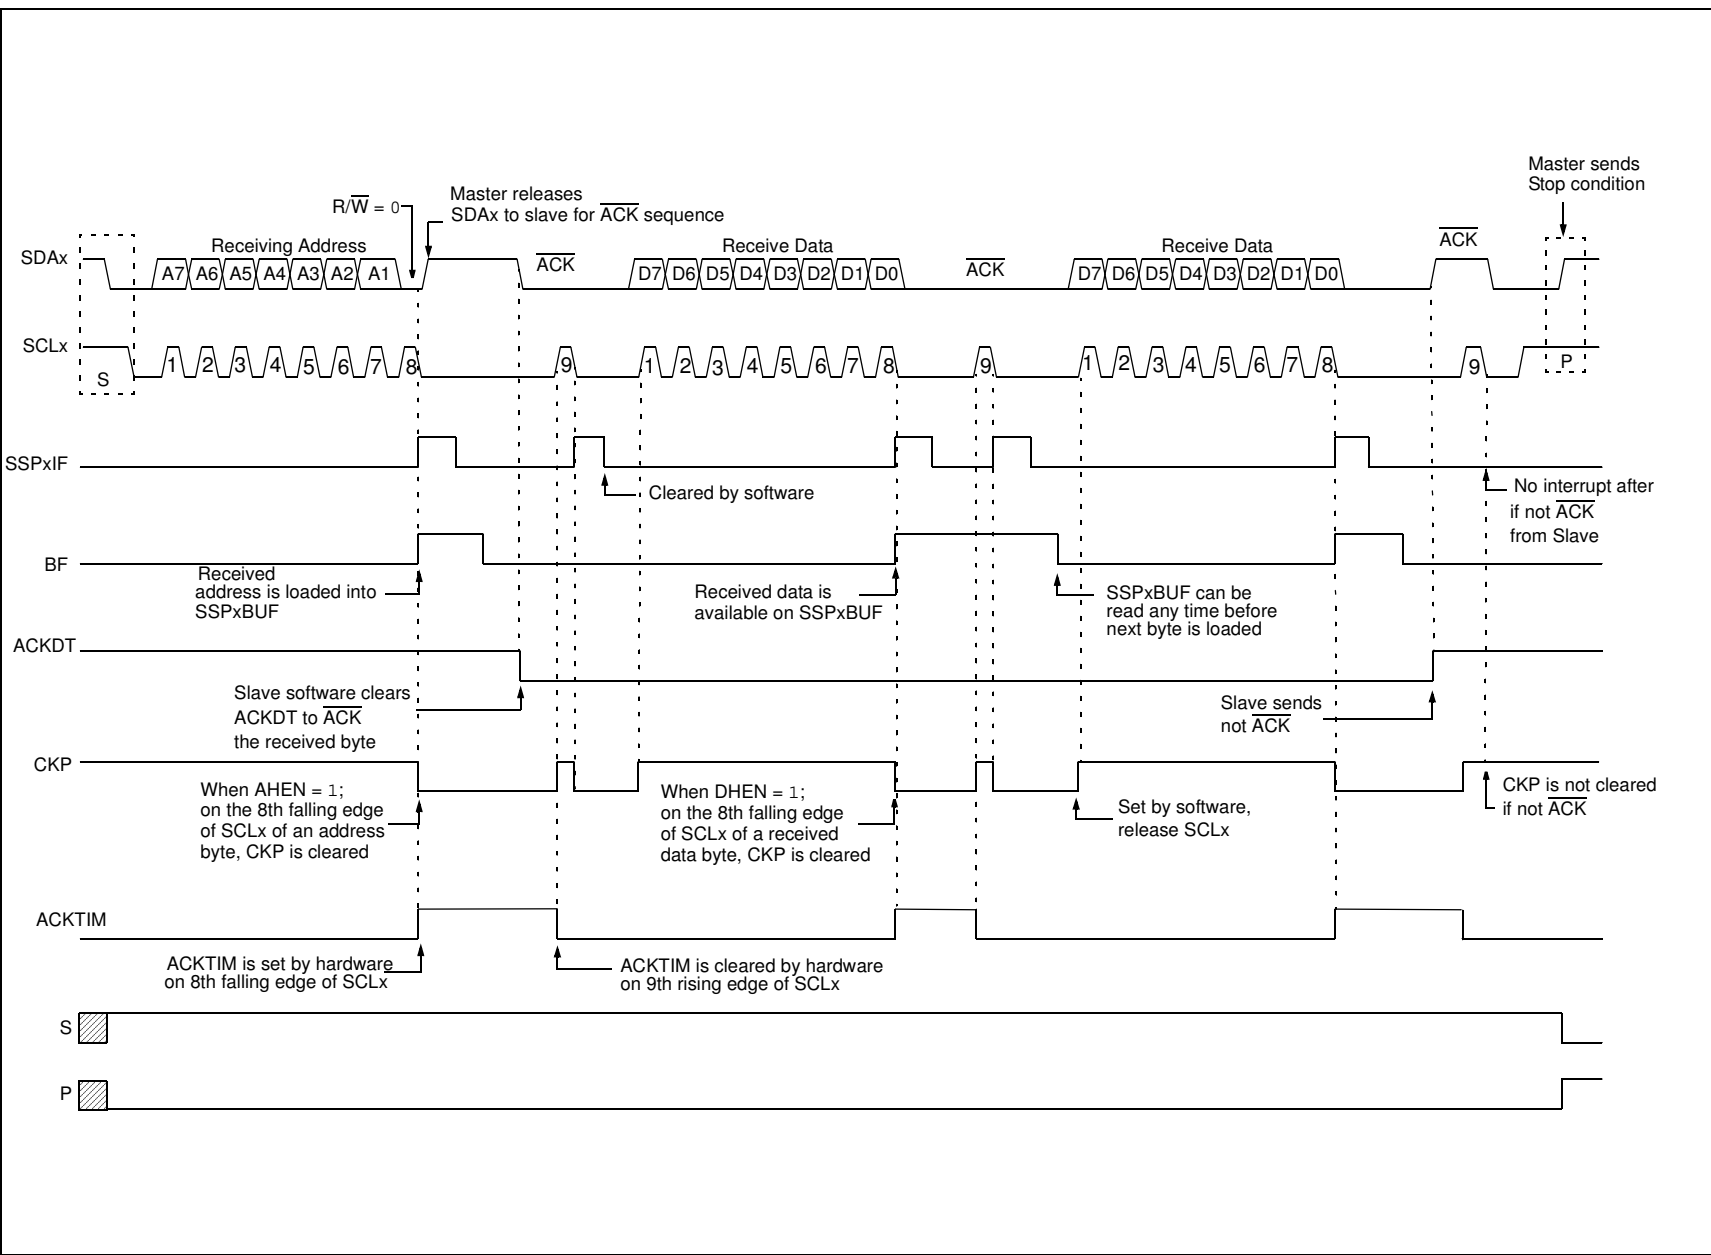 Master sends
Stop condition
Master releases
SDAx to slave for ACK sequence
R/W = 0
SDAx
Receiving Address
ACK
Receive Data
ACK
Receive Data
ACK
A7 A6 A5 A4 A3 A2 A1
D7 D6 D5 D4 D3 D2 D1 D0
D7 D6 D5 D4 D3 D2 D1 D0
SCLx
S
1 2 3 4 5 6 7 8 9
1 2 3 4 5 6 7 8 9
1 2 3 4 5 6 7 8 9
P
SSPxIF
Cleared by software
No interrupt after
if not ACK
from Slave
BF
Received
address is loaded into
SSPxBUF
Received data is
available on SSPxBUF
SSPxBUF can be
read any time before
next byte is loaded
ACKDT
Slave software clears
ACKDT to ACK
the received byte
Slave sends
not ACK
CKP
When AHEN = 1;
on the 8th falling edge
of SCLx of an address
byte, CKP is cleared
When DHEN = 1;
on the 8th falling edge
of SCLx of a received
data byte, CKP is cleared
Set by software,
release SCLx
CKP is not cleared
if not ACK
ACKTIM
ACKTIM is set by hardware
on 8th falling edge of SCLx
ACKTIM is cleared by hardware
on 9th rising edge of SCLx
S
P